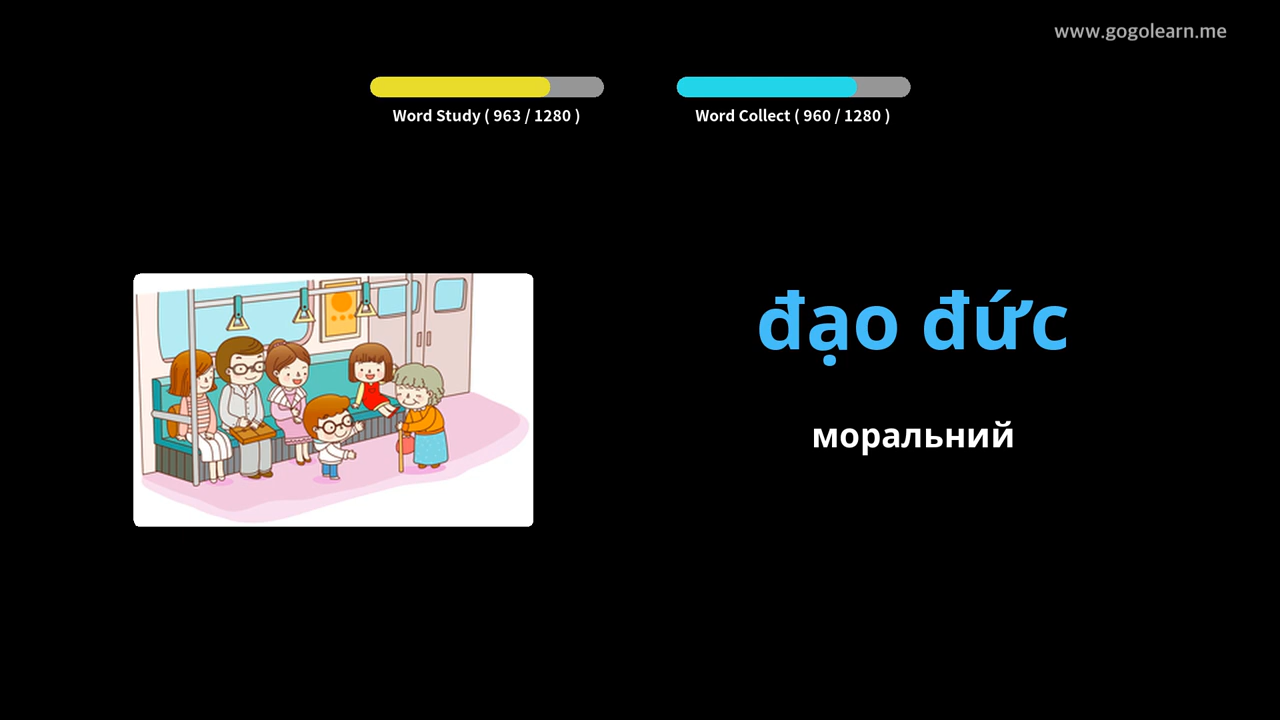 www.gogolearn.me
Word Study ( 963 / 1280 )
Word Collect ( 960 / 1280 )
đạo đức
моральний